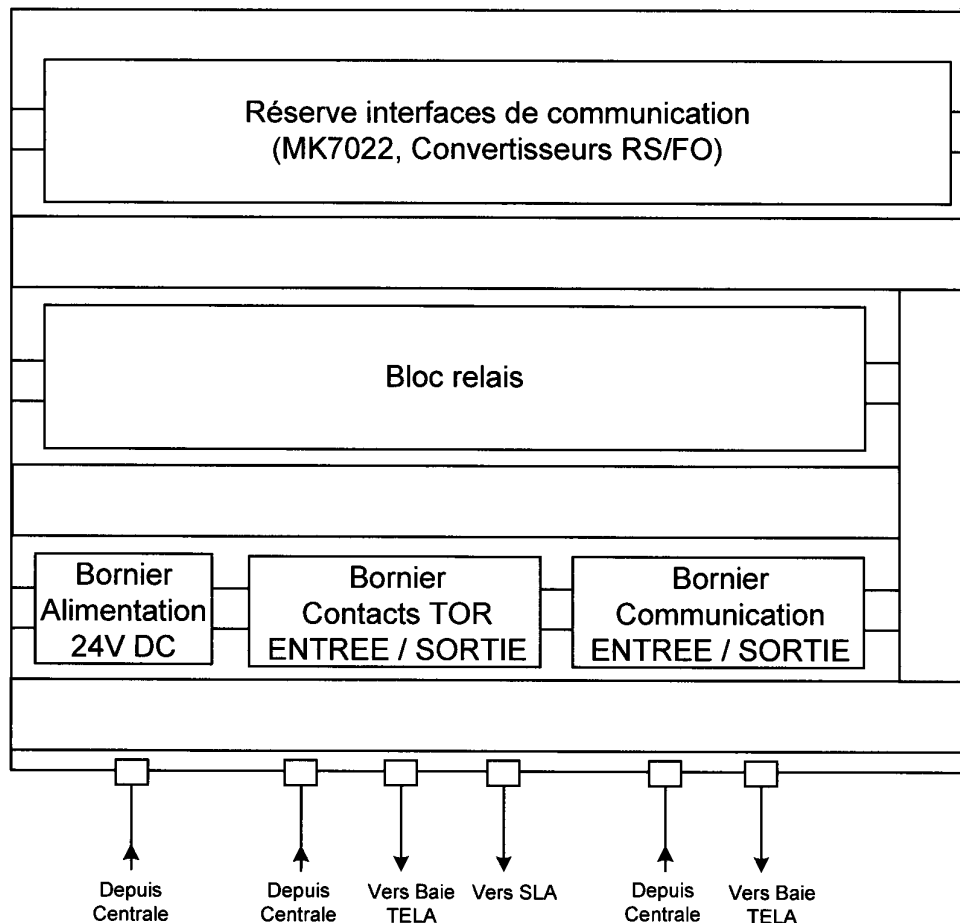 Réserve interfaces de communication
(MK7022, Convertisseurs RS/FO)
Bloc relais
Bornier
Alimentation
24V DC
Bornier
Contacts TOR
ENTREE / SORTIE
Bornier
Communication
ENTREE / SORTIE
Depuis
Centrale
Depuis
Centrale
Vers Baie
TELA
Vers SLA
Depuis
Centrale
Vers Baie
TELA